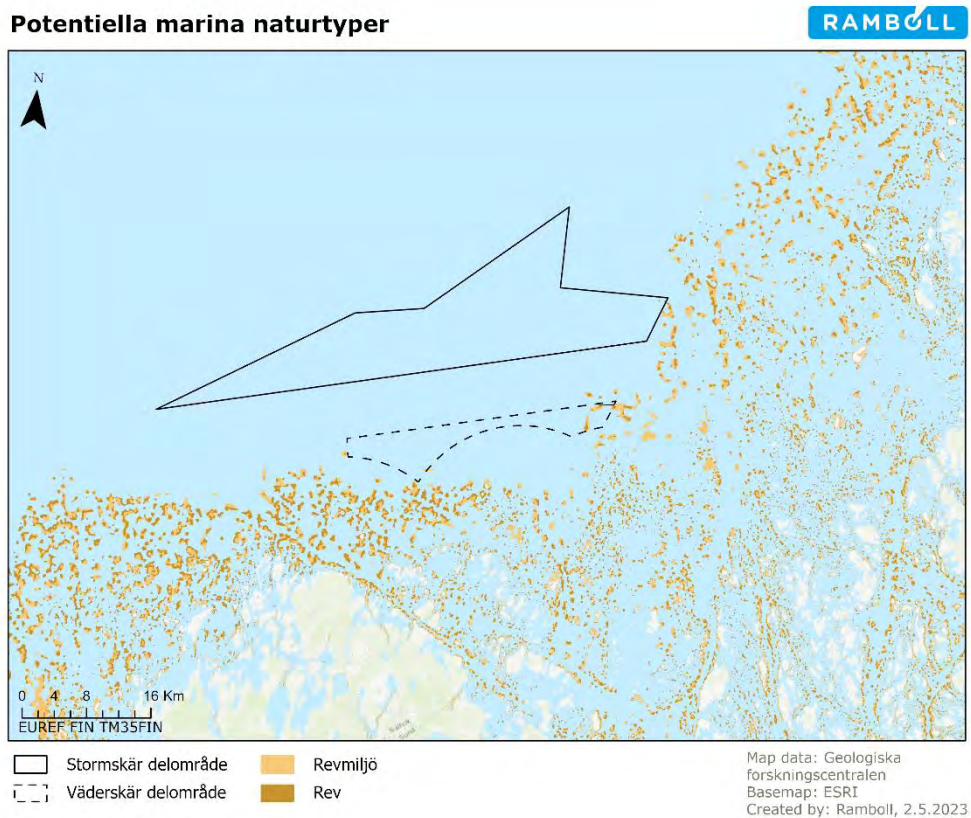 Potentiella marina naturtyper
RAMBOLL
N
0 4 8 16 Km
EUREF FIN TM35FIN
Stormskär delområde
Revmiljö
Väderskär delområde
Rev
Map data: Geologiska
forskningscentralen
Basemap: ESRI
Created by: Ramboll, 2.5.2023